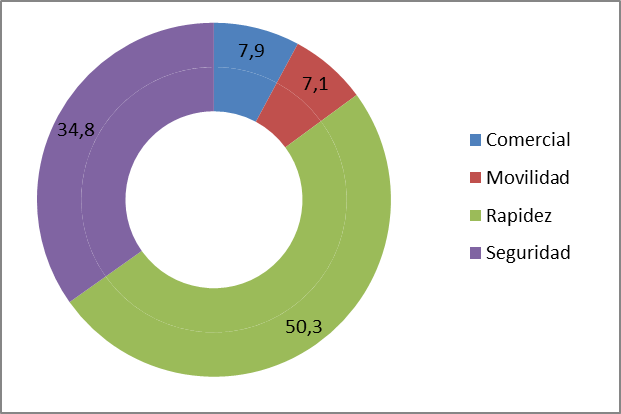 7,9
7,1
34,8
50,3
Comercial
Movilidad
Rapidez
Seguridad